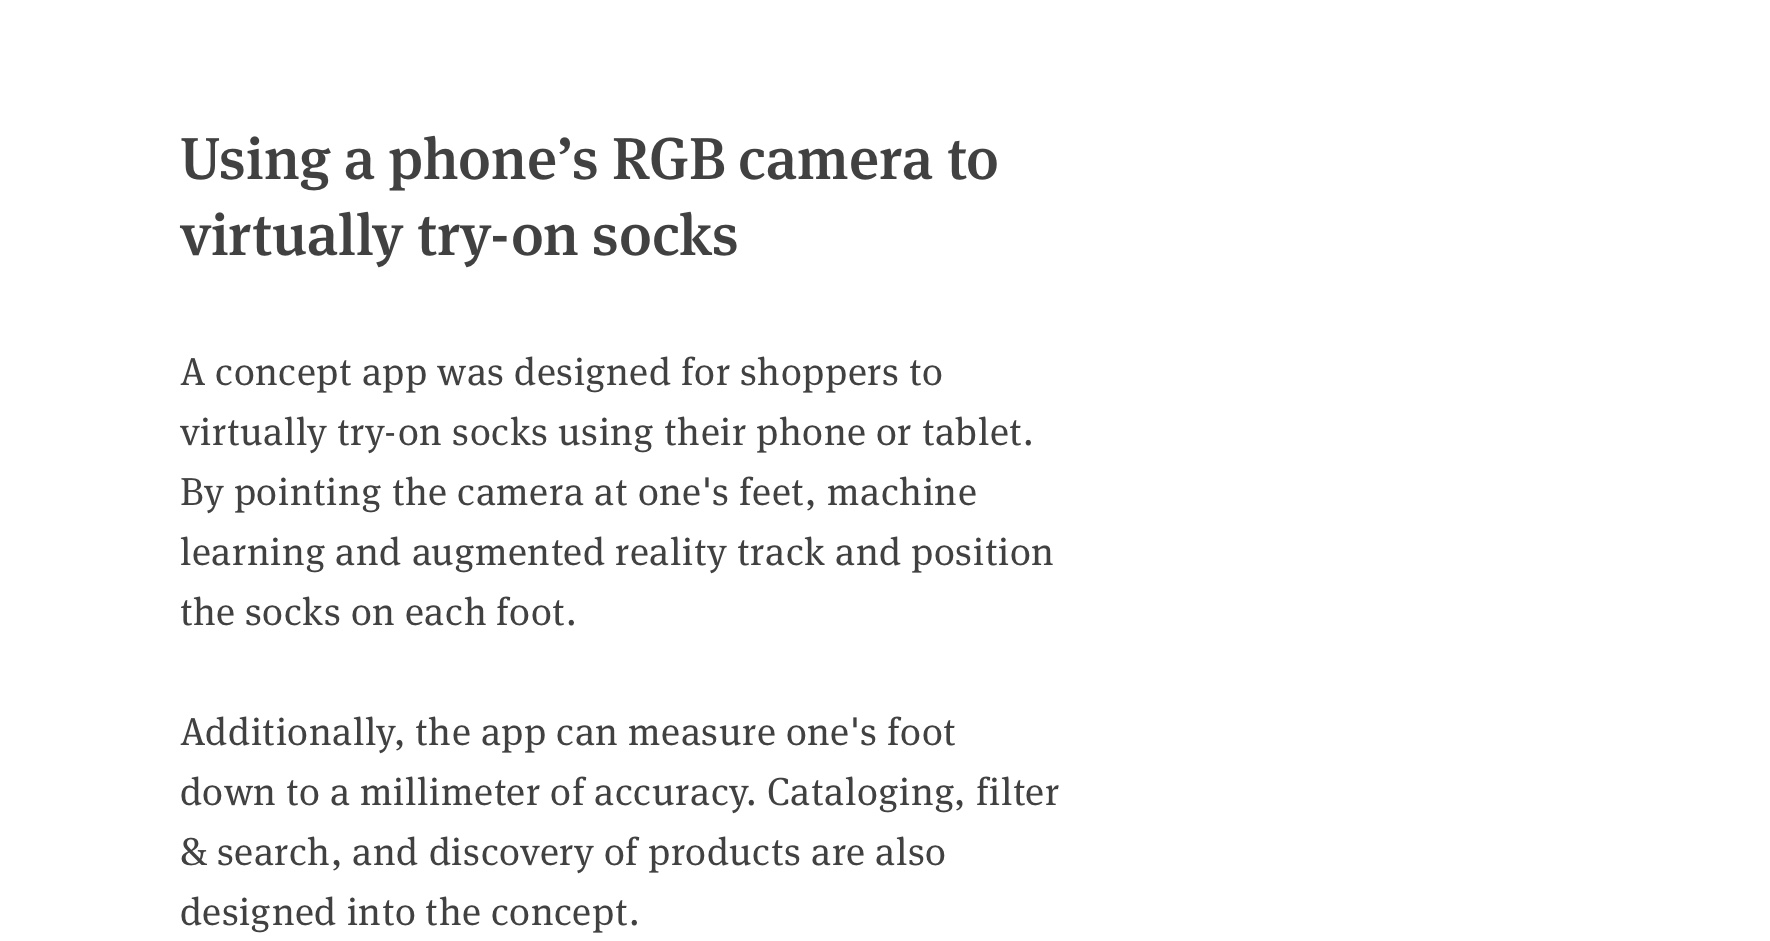 Using a phone’s RGB camera to
virtually try-on socks
A concept app was designed for shoppers to
virtually try-on socks using their phone or tablet.
By pointing the camera at one's feet, machine
learning and augmented reality track and position
the socks on each foot.
Additionally, the app can measure one's foot
down to a millimeter of accuracy. Cataloging, filter
& search, and discovery of products are also
designed into the concept.